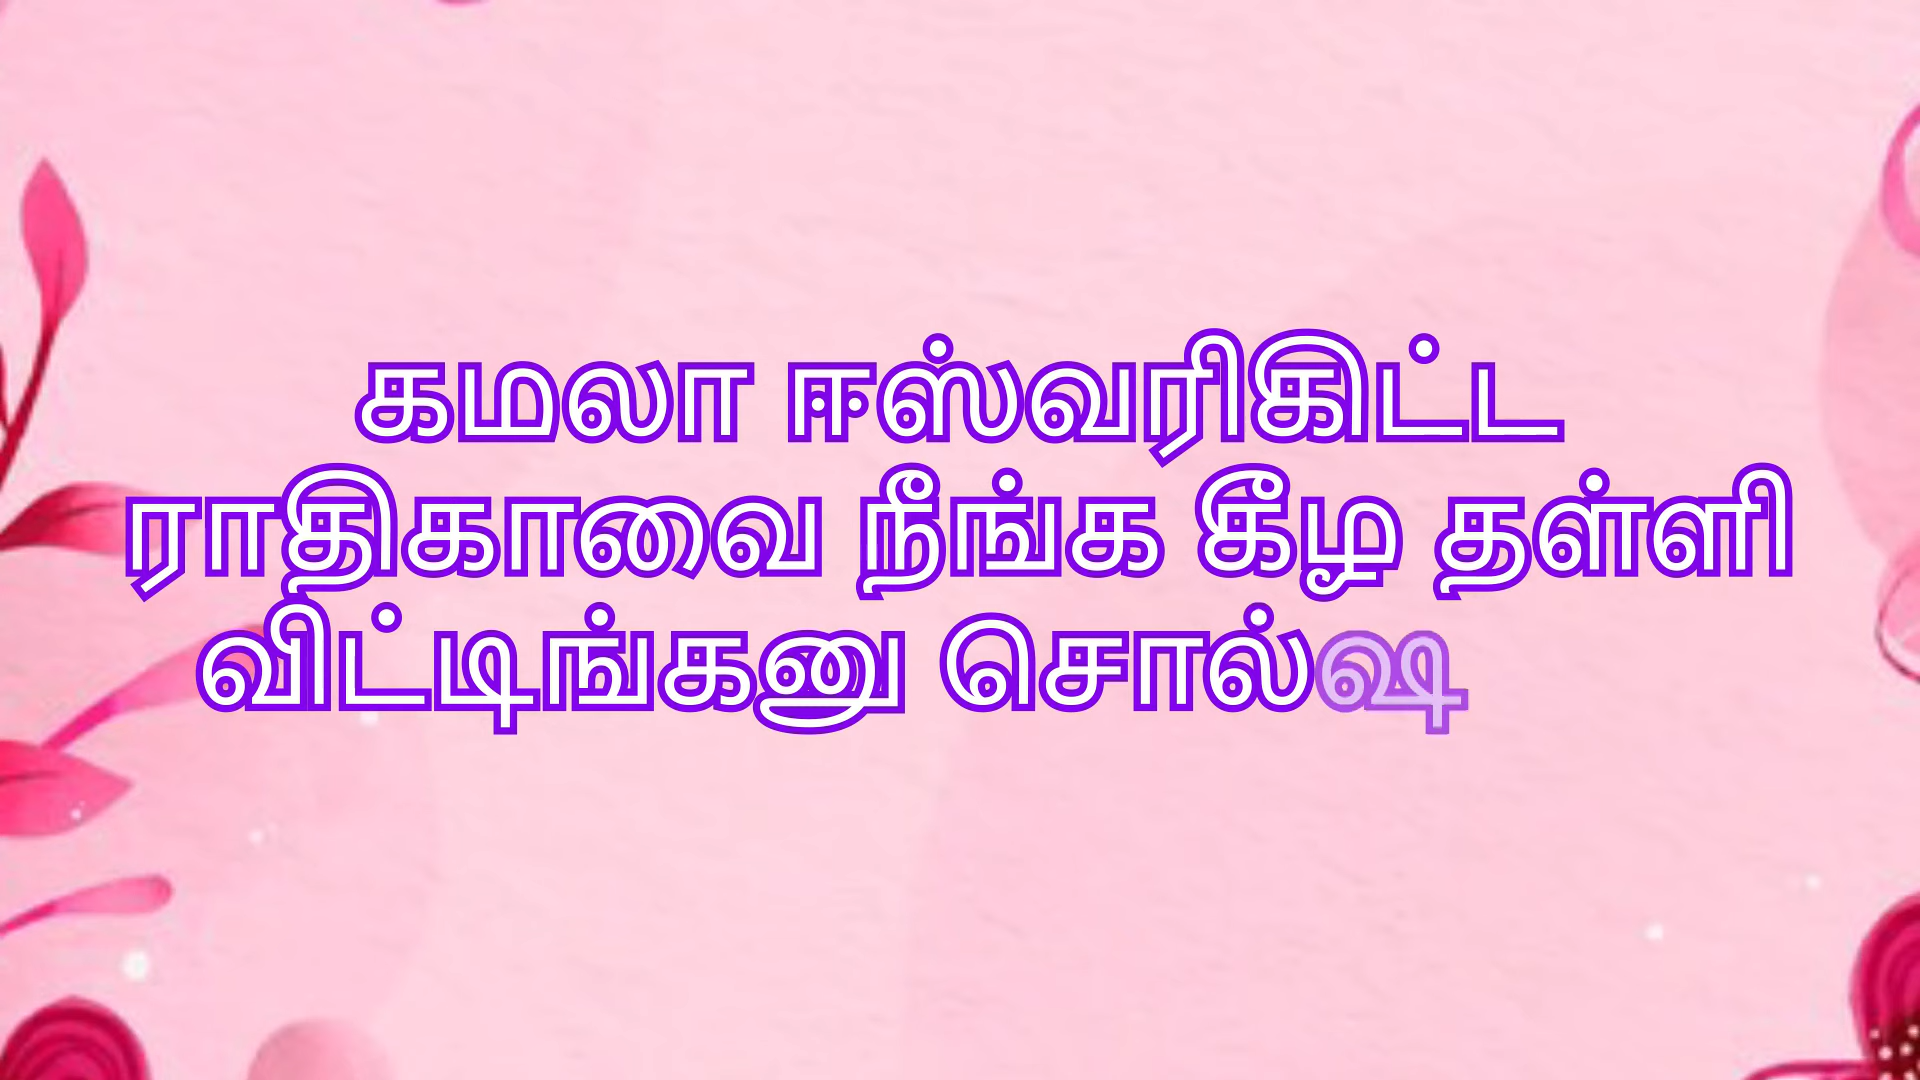 கமலா ஈஸ்வரிகிட்ட
ராதிகாவை நீங்க கீழ தள்ளி
விட்டிங்கனு சொல்ஷ